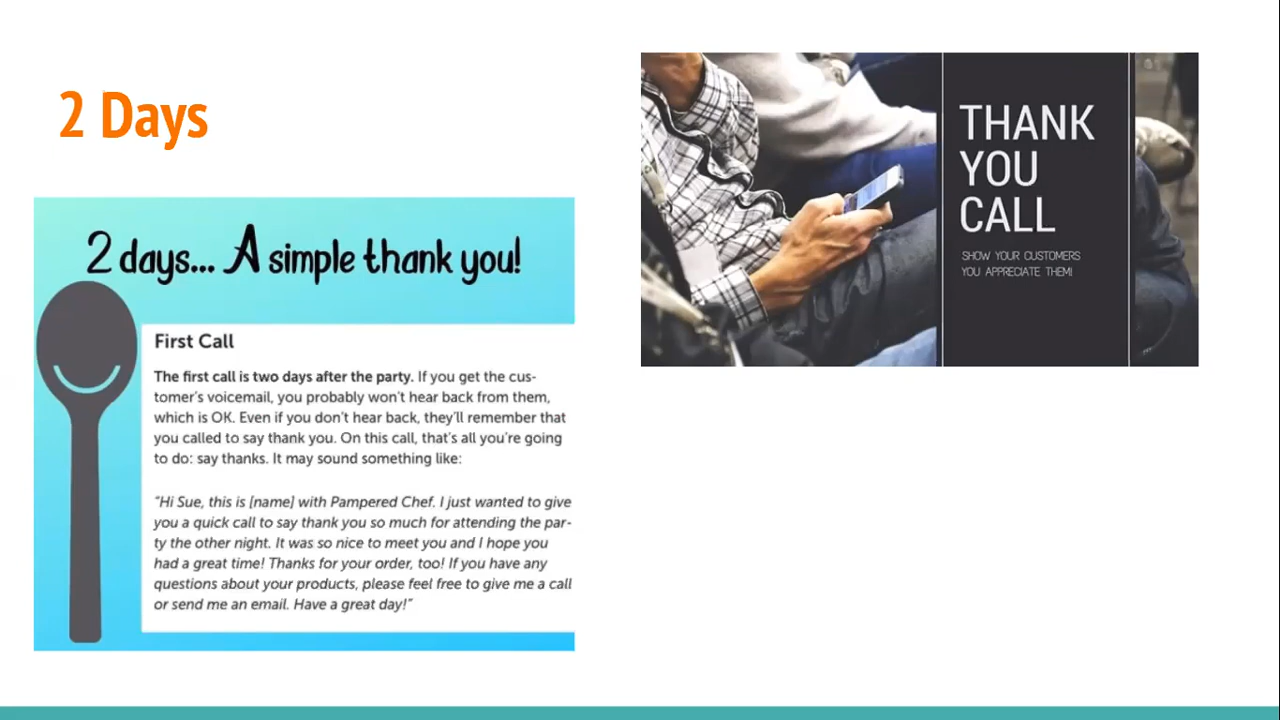 2 Days
2 days... A simple thank you!
First Call
The first call is two days after the party. If you get the cus-
tomer's voicemail, you probably won't hear back from them,
which is OK. Even if you don't hear back, they'll remember that
you called to say thank you. On this call, that's all you're going
to do: say thanks. It may sound something like:
"Hi Sue, this is [name] with Pampered Chef. I just wanted to give
you a quick call to say thank you so much for attending the par-
ty the other night. It was so nice to meet you and I hope you
had a great time! Thanks for your order, too! If you have any
questions about your products, please feel free to give me a call
or send me an email. Have a great day!"
THANK
YOU
CALL
SHOW YOUR CUSTOMERS
YOU APPRECIATE THEM!